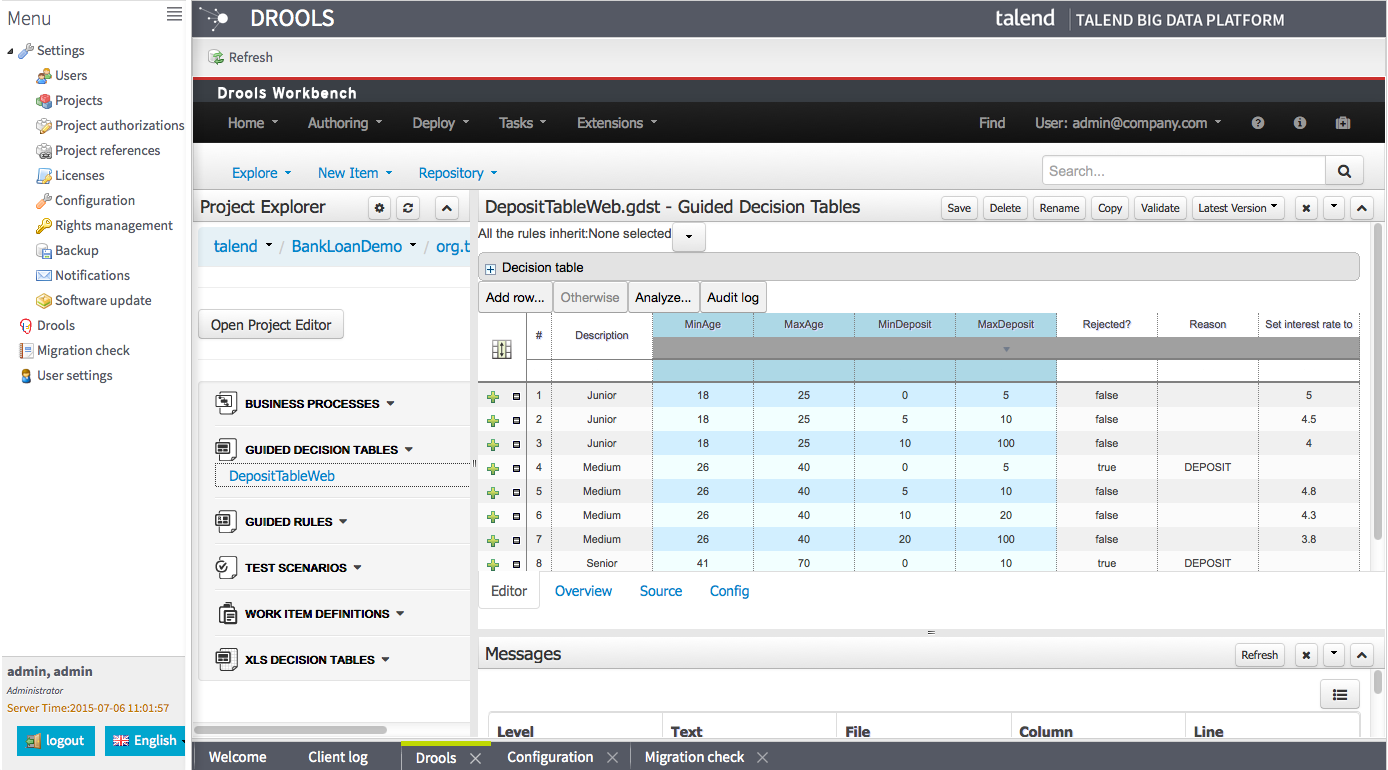 Menu
Settings
Users
Projects
Project authorizations
Project references
Licenses
Configuration
Rights management
Backup
Notifications
Software update
Drools
Migration check
User settings
admin, admin
Administrator
Server Time:2015-07-06 11:01:57
logout English
DROOLS talend TALEND BIG DATA PLATFORM
Refresh
Drools Workbench
Home Authoring Deploy Tasks Extensions Find User: admin@company.com
Explore New Item Repository Search...
Project Explorer
talend / BankLoanDemo / org.t
Open Project Editor
BUSINESS PROCESSES
GUIDED DECISION TABLES
DepositTableWeb
GUIDED RULES
TEST SCENARIOS
WORK ITEM DEFINITIONS
XLS DECISION TABLES
DepositTableWeb.gdst - Guided Decision Tables Save Delete Rename Copy Validate Latest Version
All the rules inherit:None selected
Decision table
Add row... Otherwise Analyze... Audit log
# Description MinAge MaxAge MinDeposit MaxDeposit Rejected? Reason Set interest rate to
1 Junior 18 25 0 5 false 5
2 Junior 18 25 5 10 false 4.5
3 Junior 18 25 10 100 false 4
4 Medium 26 40 0 5 true DEPOSIT
5 Medium 26 40 5 10 false 4.8
6 Medium 26 40 10 20 false 4.3
7 Medium 26 40 20 100 false 3.8
8 Senior 41 70 0 10 true DEPOSIT
Editor Overview Source Config
Messages Refresh
Level Text File Column Line
Welcome Client log Drools Configuration Migration check